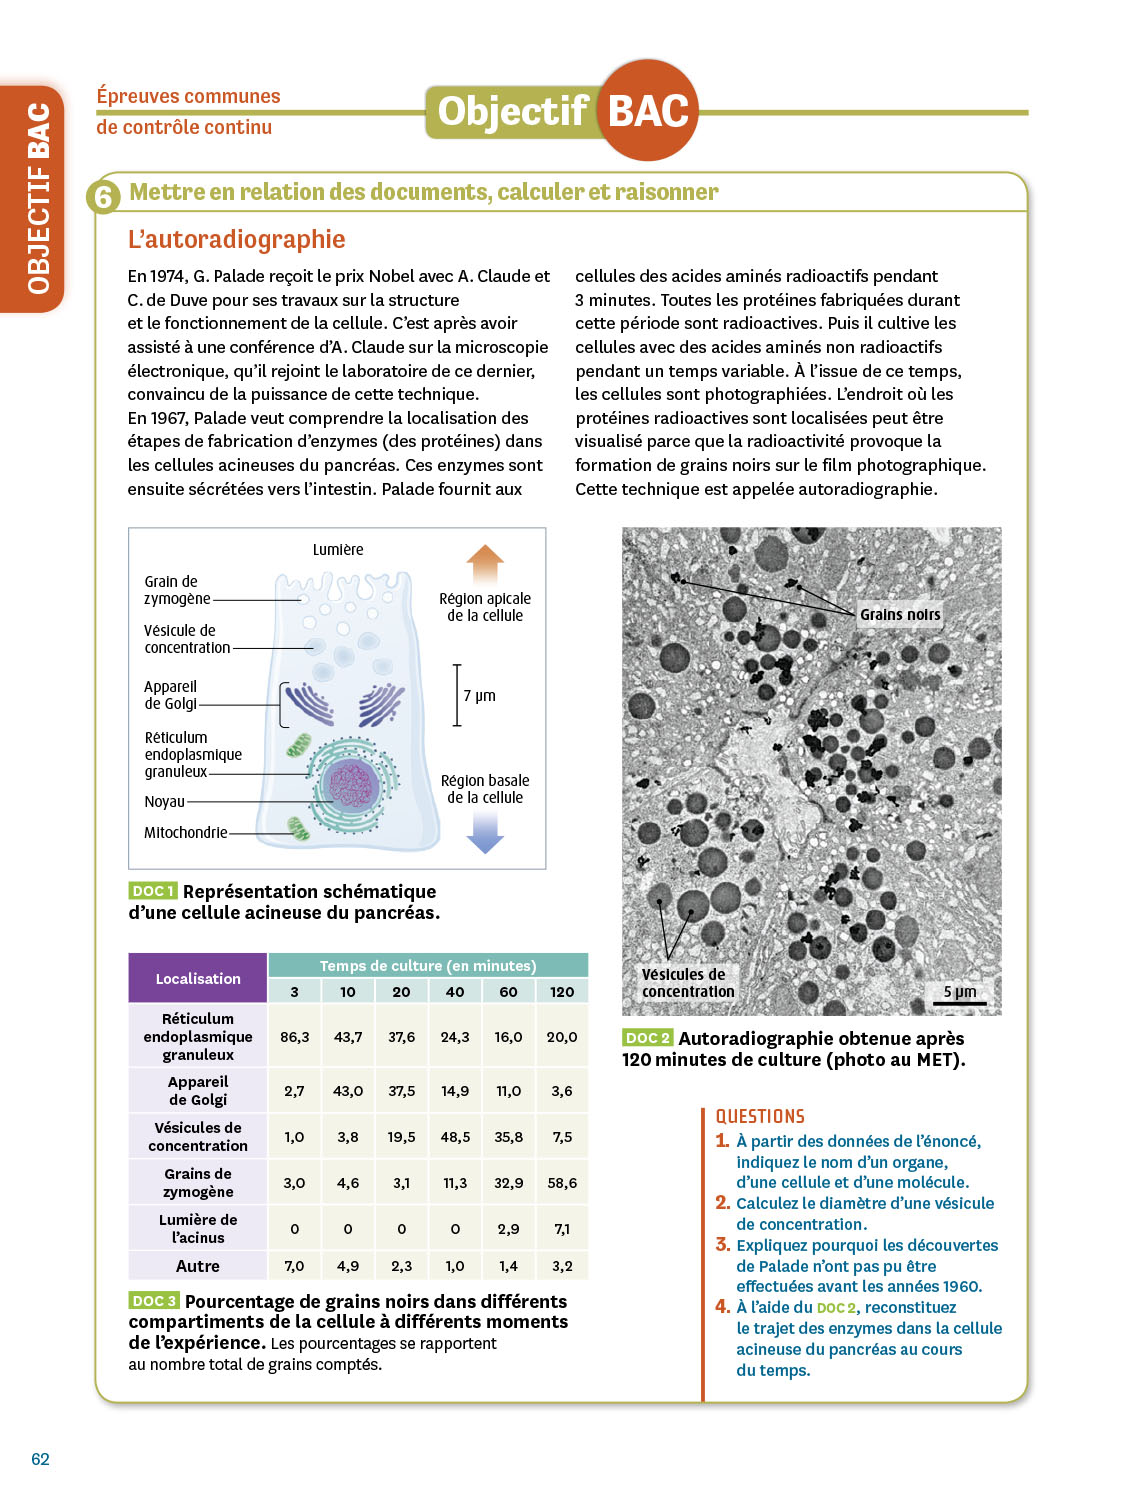 OBJECTIF BAC
Épreuves communes
de contrôle continu
Objectif BAC
6 Mettre en relation des documents, calculer et raisonner
L'autoradiographie
En 1974, G. Palade reçoit le prix Nobel avec A. Claude et
C. de Duve pour ses travaux sur la structure
et le fonctionnement de la cellule. C'est après avoir
assisté à une conférence d'A. Claude sur la microscopie
électronique, qu'il rejoint le laboratoire de ce dernier,
convaincu de la puissance de cette technique.
En 1967, Palade veut comprendre la localisation des
étapes de fabrication d'enzymes (des protéines) dans
les cellules acineuses du pancréas. Ces enzymes sont
ensuite sécrétées vers l'intestin. Palade fournit aux
cellules des acides aminés radioactifs pendant
3 minutes. Toutes les protéines fabriquées durant
cette période sont radioactives. Puis il cultive les
cellules avec des acides aminés non radioactifs
pendant un temps variable. À l'issue de ce temps,
les cellules sont photographiées. L'endroit où les
protéines radioactives sont localisées peut être
visualisé parce que la radioactivité provoque la
formation de grains noirs sur le film photographique.
Cette technique est appelée autoradiographie.
Lumière
Grain de
zymogène
Vésicule de
concentration
Appareil
de Golgi
Réticulum
endoplasmique
granuleux
Noyau
Mitochondrie
Région apicale
de la cellule
7 µm
Région basale
de la cellule
DOC 1 Représentation schématique
d'une cellule acineuse du pancréas.
Grains noirs
Vésicules de
concentration
5 µm
DOC 2 Autoradiographie obtenue après
120 minutes de culture (photo au MET).
Localisation
Temps de culture (en minutes)
3 10 20 40 60 120
Réticulum
endoplasmique
granuleux
86,3 43,7 37,6 24,3 16,0 20,0
Appareil
de Golgi
2,7 43,0 37,5 14,9 11,0 3,6
Vésicules de
concentration
1,0 3,8 19,5 48,5 35,8 7,5
Grains de
zymogène
3,0 4,6 3,1 11,3 32,9 58,6
Lumière de
l'acinus
0 0 0 0 2,9 7,1
Autre 7,0 4,9 2,3 1,0 1,4 3,2
DOC 3 Pourcentage de grains noirs dans différents
compartiments de la cellule à différents moments
de l'expérience. Les pourcentages se rapportent
au nombre total de grains comptés.
QUESTIONS
1. À partir des données de l'énoncé,
indiquez le nom d'un organe,
d'une cellule et d'une molécule.
2. Calculez le diamètre d'une vésicule
de concentration.
3. Expliquez pourquoi les découvertes
de Palade n'ont pas pu être
effectuées avant les années 1960.
4. À l'aide du DOC 2, reconstituez
le trajet des enzymes dans la cellule
acineuse du pancréas au cours
du temps.
62